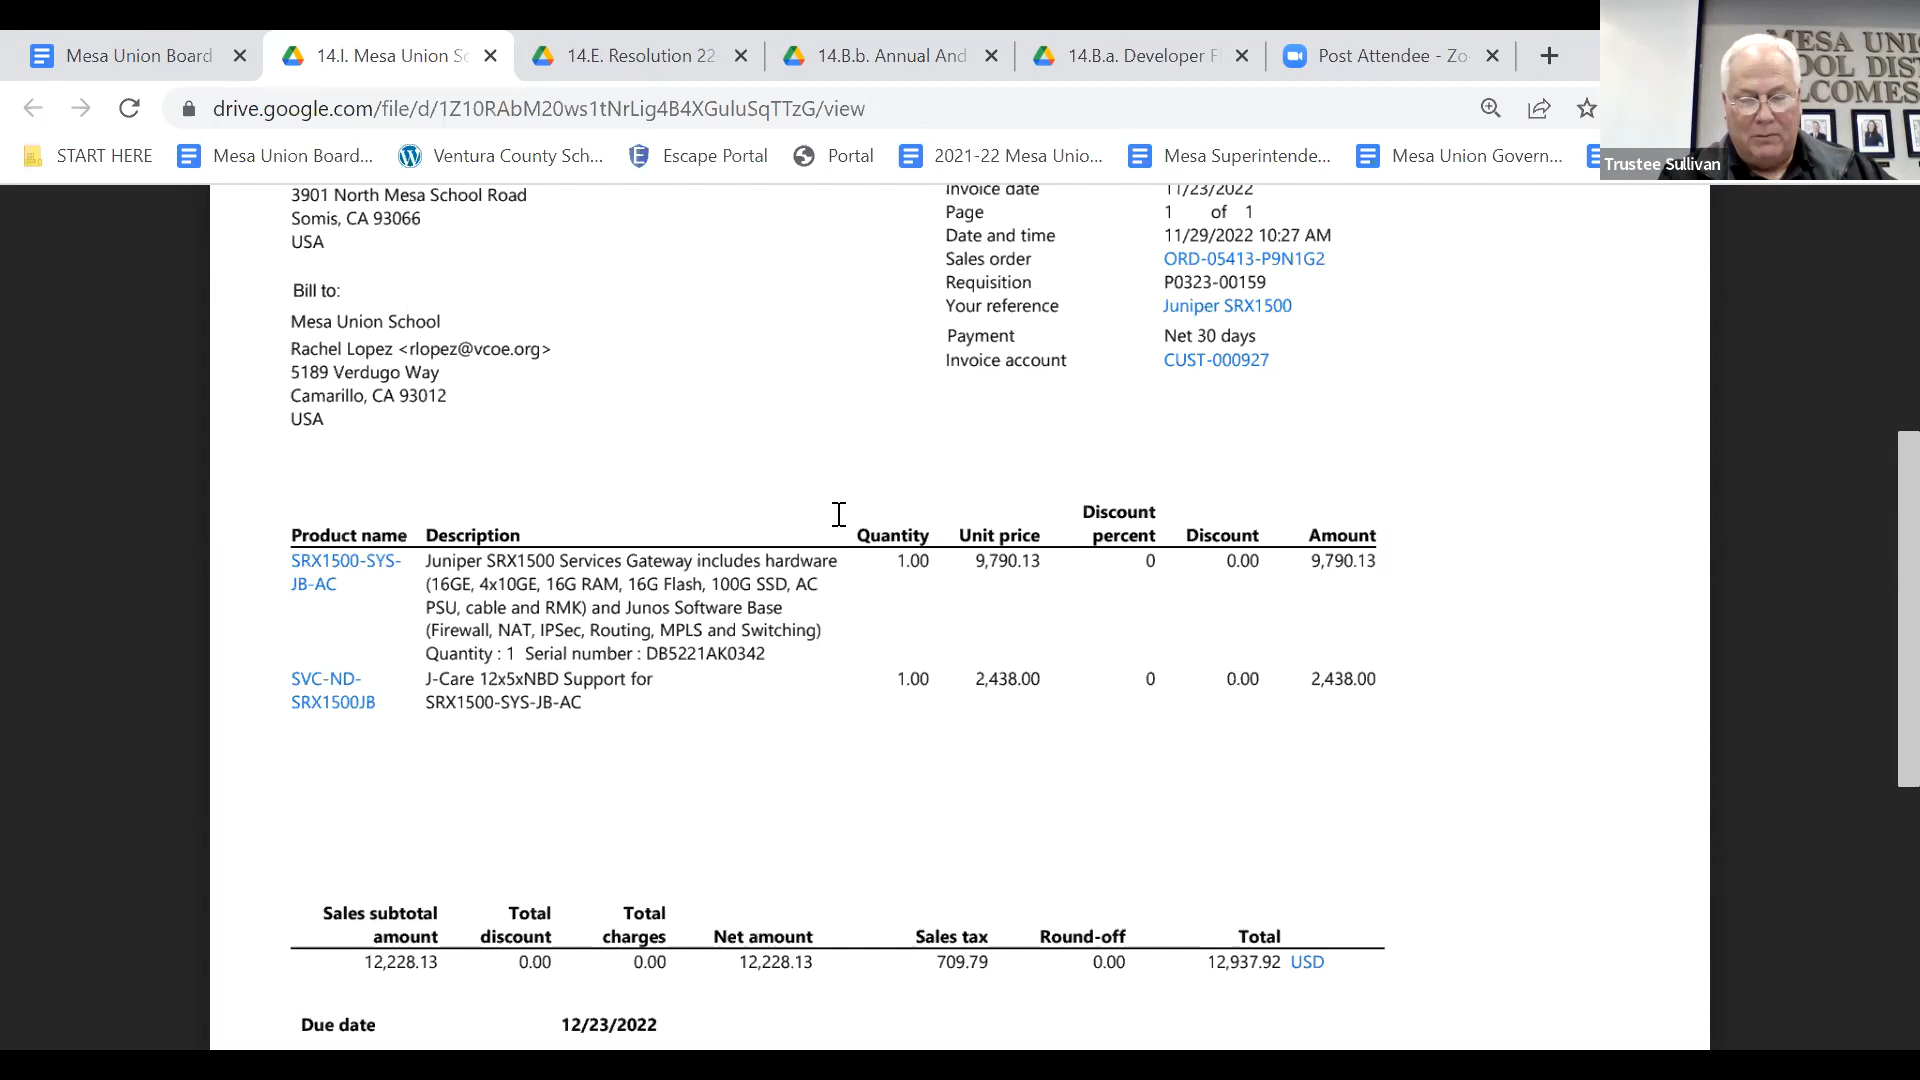 Mesa Union Board
14.I. Mesa Union Sc
14.E. Resolution 22
14.B.b. Annual And
14.B.a. Developer F
Post Attendee - Zo
drive.google.com/file/d/1Z10RAbM20ws1tNrLig4B4XGuluSqTTzG/view
START HERE
Mesa Union Board...
Ventura County Sch...
Escape Portal
Portal
2021-22 Mesa Unio...
Mesa Superintende...
Mesa Union Govern...
MESA UNI
OOL DIS
LCOMES
Trustee Sullivan
3901 North Mesa School Road
Somis, CA 93066
USA
Bill to:
Mesa Union School
Rachel Lopez <rlopez@vcoe.org>
5189 Verdugo Way
Camarillo, CA 93012
USA
Invoice date 11/23/2022
Page 1 of 1
Date and time 11/29/2022 10:27 AM
Sales order ORD-05413-P9N1G2
Requisition P0323-00159
Your reference Juniper SRX1500
Payment Net 30 days
Invoice account CUST-000927
Product name Description Quantity Unit price Discount percent Discount Amount
SRX1500-SYS- Juniper SRX1500 Services Gateway includes hardware 1.00 9,790.13 0 0.00 9,790.13
JB-AC (16GE, 4x10GE, 16G RAM, 16G Flash, 100G SSD, AC
PSU, cable and RMK) and Junos Software Base
(Firewall, NAT, IPSec, Routing, MPLS and Switching)
Quantity : 1 Serial number : DB5221AK0342
SVC-ND- J-Care 12x5xNBD Support for 1.00 2,438.00 0 0.00 2,438.00
SRX1500JB SRX1500-SYS-JB-AC
Sales subtotal Total Total
amount discount charges Net amount Sales tax Round-off Total
12,228.13 0.00 0.00 12,228.13 709.79 0.00 12,937.92 USD
Due date 12/23/2022